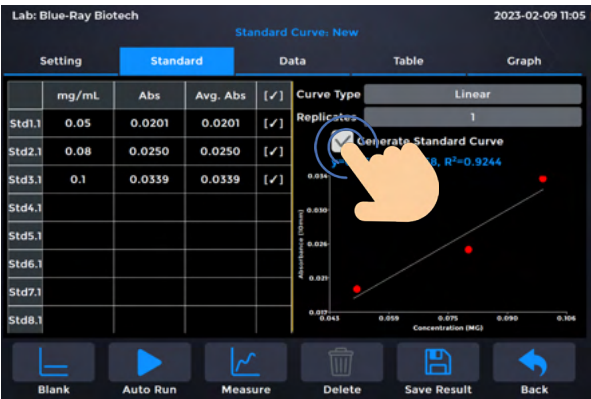 Lab: Blue-Ray Biotech 2023-02-09 11:05
Standard Curve: New
Setting Standard Data Table Graph
mg/mL Abs Avg. Abs [✓] Curve Type Linear
Replicates 1
Std1.1 0.05 0.0201 0.0201 [✓]
Generate Standard Curve
Std2.1 0.08 0.0250 0.0250 [✓]
R²=0.9244
Std3.1 0.1 0.0339 0.0339 [✓]
Std4.1
Std5.1
Std6.1
Std7.1
Std8.1
Absorbance (10mm)
0.034
0.030
0.026
0.021
0.017
0.043 0.059 0.075 0.090 0.106
Concentration (MG)
Blank Auto Run Measure Delete Save Result Back